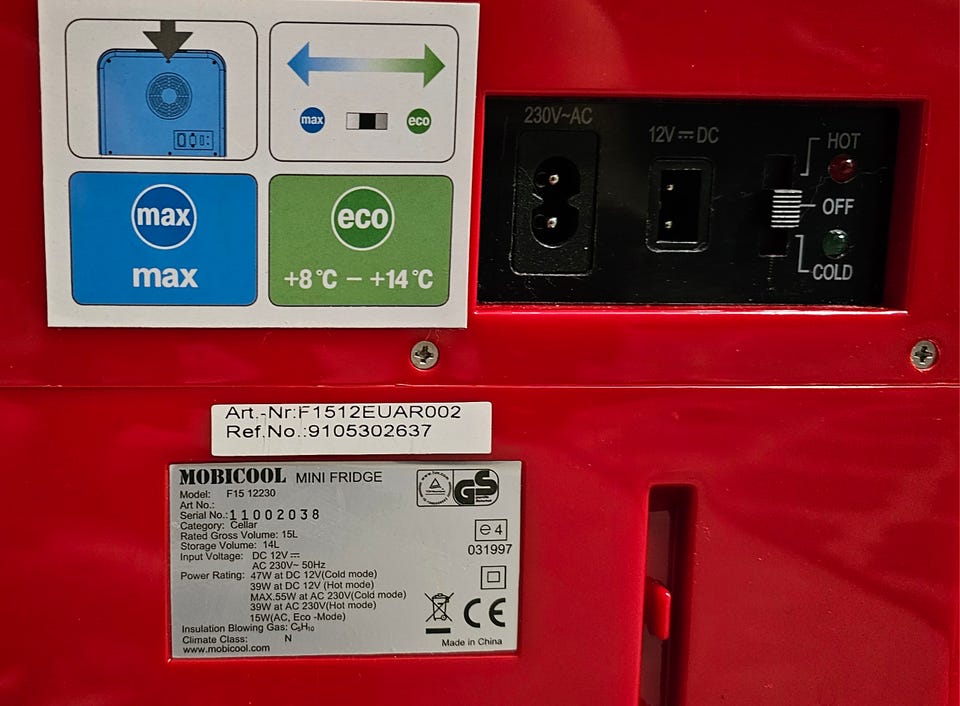 max
eco
max
max
eco
+8°C – +14°C
230V~AC
12V⎓DC
HOT
OFF
COLD
Art.-Nr:F1512EUAR002
Ref.No.:9105302637
MOBICOOL MINI FRIDGE
Model: F15 12230
Art No.:
Serial No.:11002038
Category: Cellar
Rated Gross Volume: 15L
Storage Volume: 14L
Input Voltage: DC 12V⎓
AC 230V~ 50Hz
Power Rating: 47W at DC 12V(Cold mode)
39W at DC 12V (Hot mode)
MAX.55W at AC 230V(Cold mode)
39W at AC 230V(Hot mode)
15W(AC, Eco -Mode)
Insulation Blowing Gas: C₅H₁₀
Climate Class: N
www.mobicool.com
GS
e4
031997
CE
Made in China